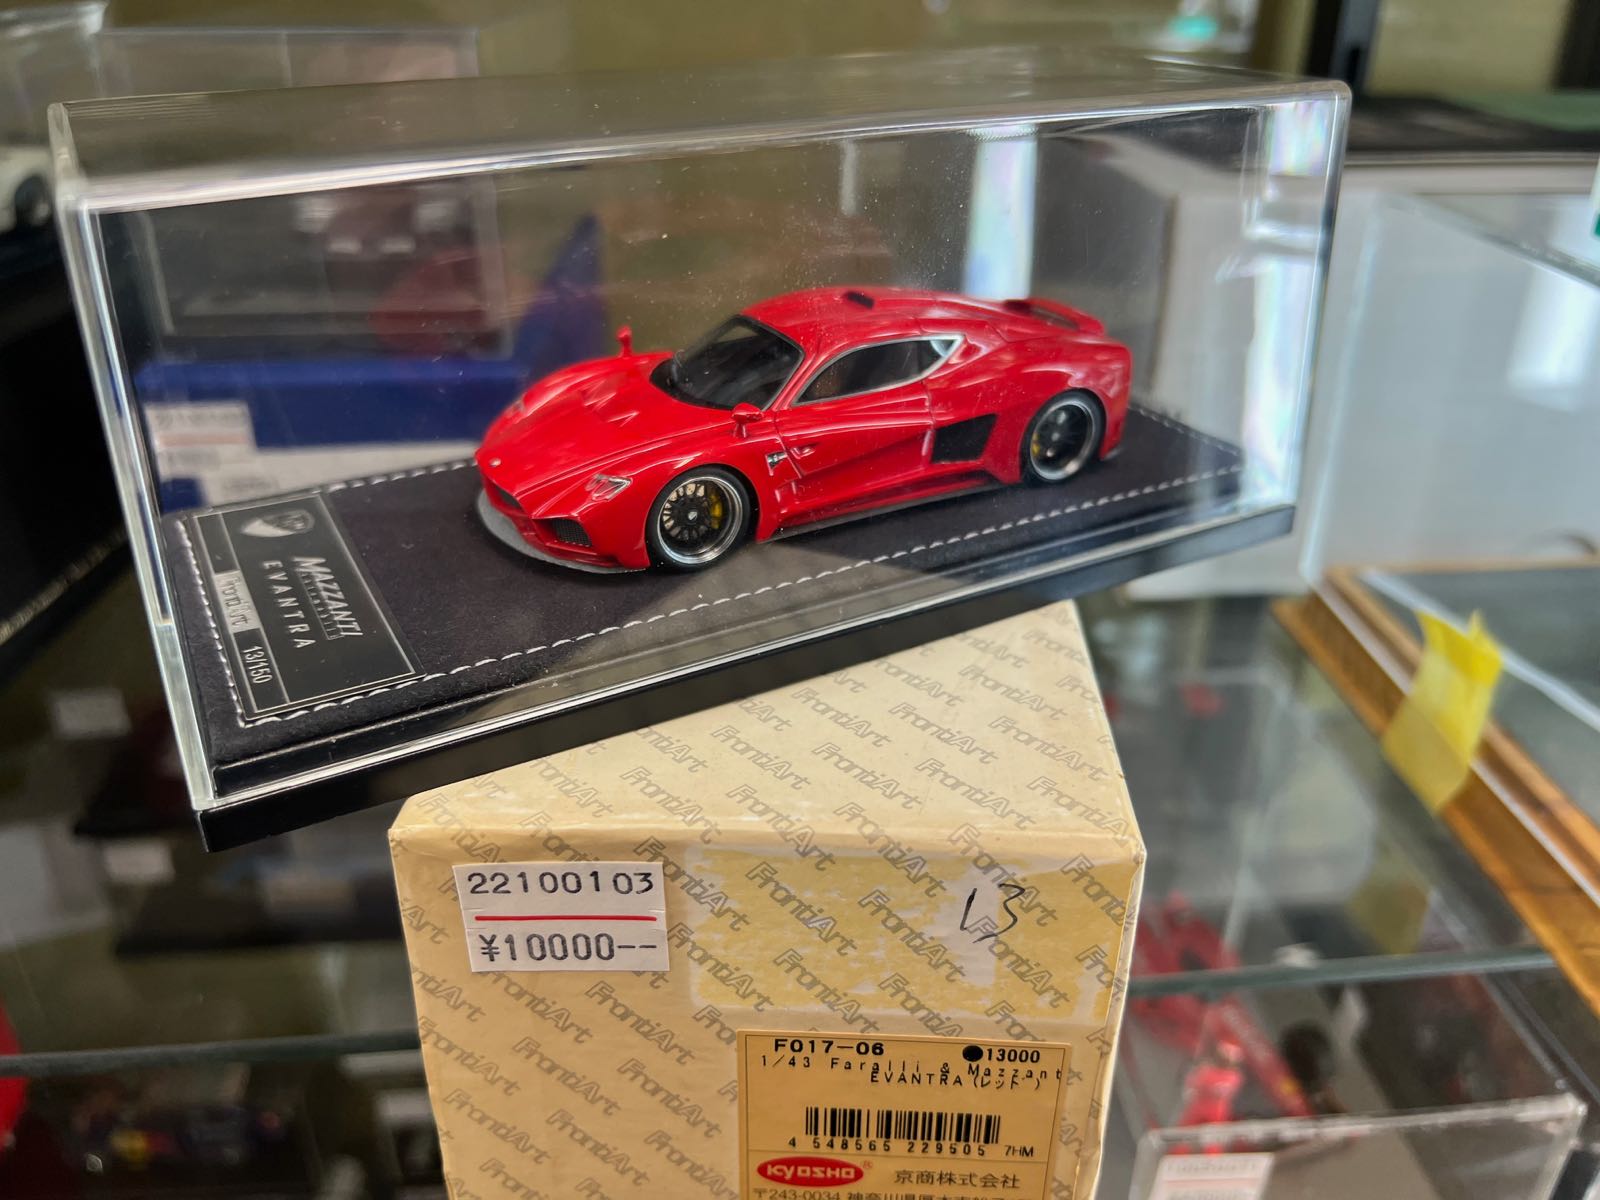 MAZZANTI
EVANTRA
FrontiArt
13/150
22100103
¥10000--
13
F017-06 ●13000
1/43 Faralli & Mazzant
EVANTRA (レッド)
4 548565 229505 7HM
KYOSHO® 京商株式会社
〒243-0034
FrontiArt